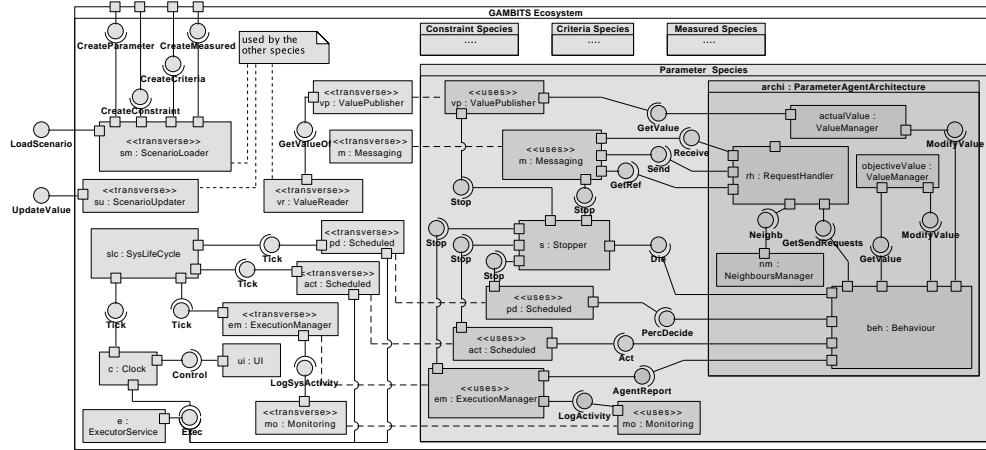 GAMBITS Ecosystem
CreateParameter
CreateMeasured
CreateCriteria
CreateConstraint
used by the
other species
Constraint Species
....
Criteria Species
....
Measured Species
....
LoadScenario
<<transverse>>
sm : ScenarioLoader
UpdateValue
<<transverse>>
su : ScenarioUpdater
<<transverse>>
vp : ValuePublisher
GetValueOf
<<transverse>>
m : Messaging
<<transverse>>
vr : ValueReader
slc : SysLifeCycle
Tick
<<transverse>>
pd : Scheduled
Tick
<<transverse>>
act : Scheduled
Tick
Tick
<<transverse>>
em : ExecutionManager
c : Clock
Control
ui : UI
LogSysActivity
e :
ExecutorService
Exec
<<transverse>>
mo : Monitoring
Parameter Species
<<uses>>
vp : ValuePublisher
GetValue
<<uses>>
m : Messaging
Receive
Send
GetRef
Stop
Stop
Stop
Stop
Stop
s : Stopper
Die
<<uses>>
pd : Scheduled
PercDecide
<<uses>>
act : Scheduled
Act
<<uses>>
em : ExecutionManager
AgentReport
LogActivity
<<uses>>
mo : Monitoring
archi : ParameterAgentArchitecture
actualValue :
ValueManager
ModifyValue
rh : RequestHandler
objectiveValue :
ValueManager
Neighb
GetSendRequests
ModifyValue
GetValue
nm :
NeighboursManager
beh : Behaviour